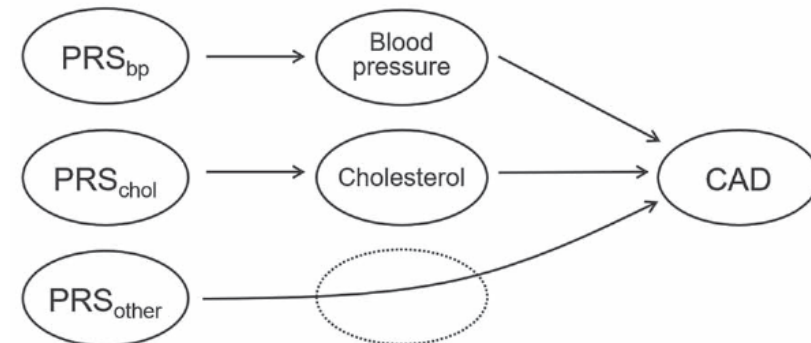 PRSbp
Blood
pressure
PRSchol
Cholesterol
CAD
PRSother